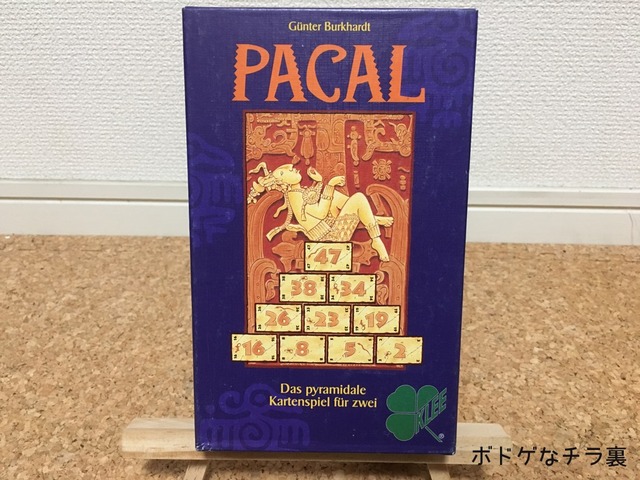 Günter Burkhardt
PACAL
47
38 34
26 23 19
16 8 5 2
Das pyramidale
Kartenspiel für zwei
KLEE
ボドゲなチラ裏